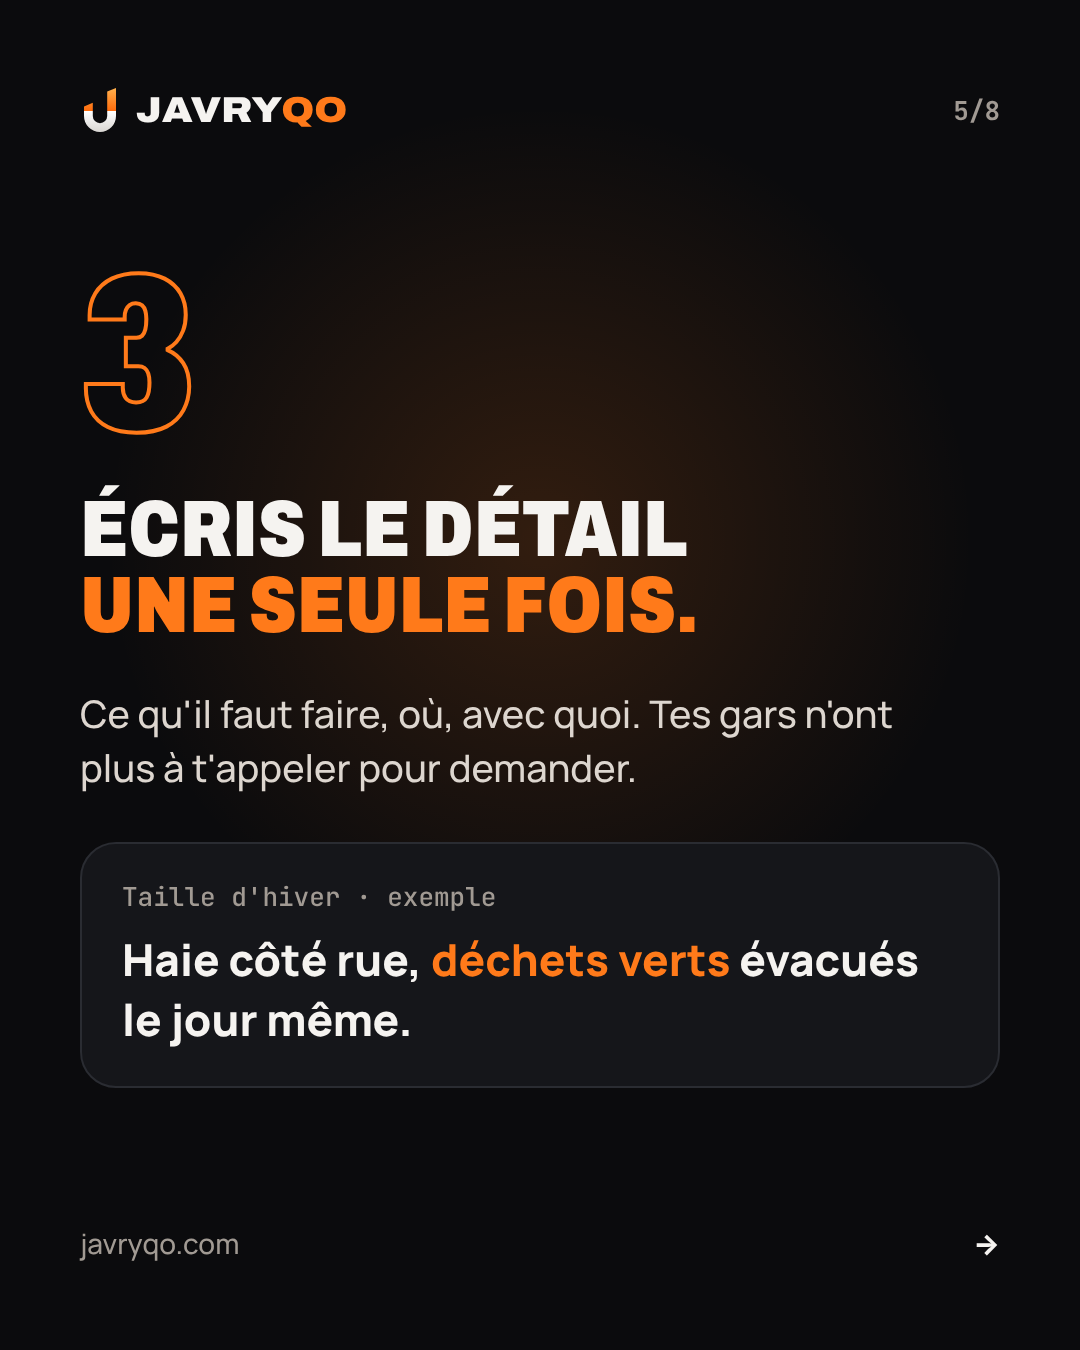 JAVRYQO
5/8
3
ÉCRIS LE DÉTAIL
UNE SEULE FOIS.
Ce qu'il faut faire, où, avec quoi. Tes gars n'ont
plus à t'appeler pour demander.
Taille d'hiver · exemple
Haie côté rue, déchets verts évacués
le jour même.
javryqo.com →